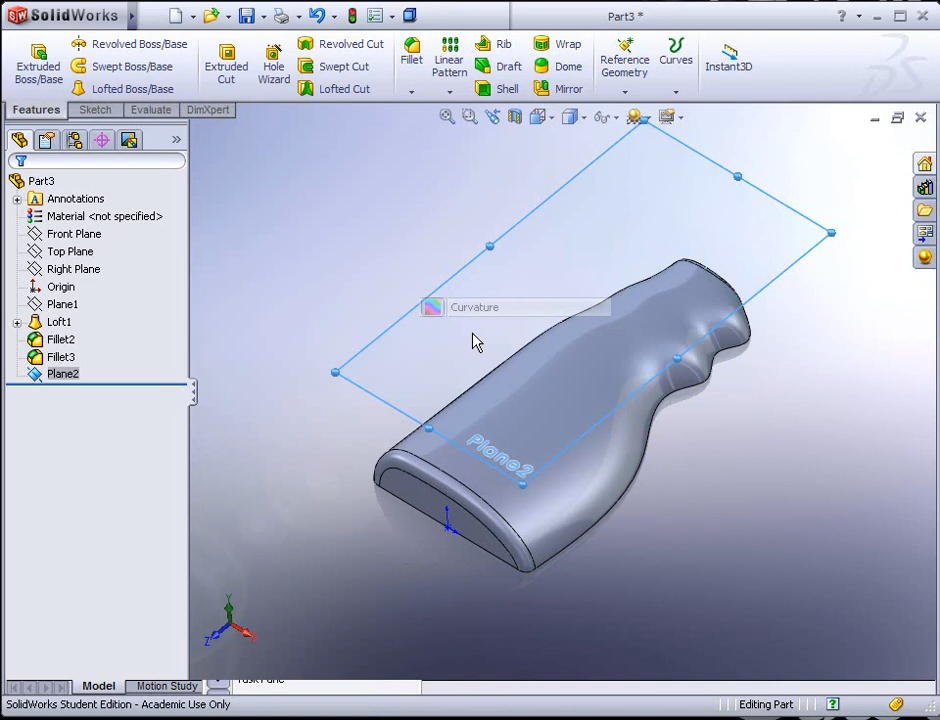 SolidWorks
Part3 *
Extruded Boss/Base
Revolved Boss/Base
Swept Boss/Base
Lofted Boss/Base
Extruded Cut
Hole Wizard
Revolved Cut
Swept Cut
Lofted Cut
Fillet
Linear Pattern
Rib
Draft
Shell
Wrap
Dome
Mirror
Reference Geometry
Curves
Instant3D
Features
Sketch
Evaluate
DimXpert
Part3
Annotations
Material <not specified>
Front Plane
Top Plane
Right Plane
Origin
Plane1
Loft1
Fillet2
Fillet3
Plane2
Curvature
Plane2
Y
Z
X
Model
Motion Study
SolidWorks Student Edition - Academic Use Only
Editing Part